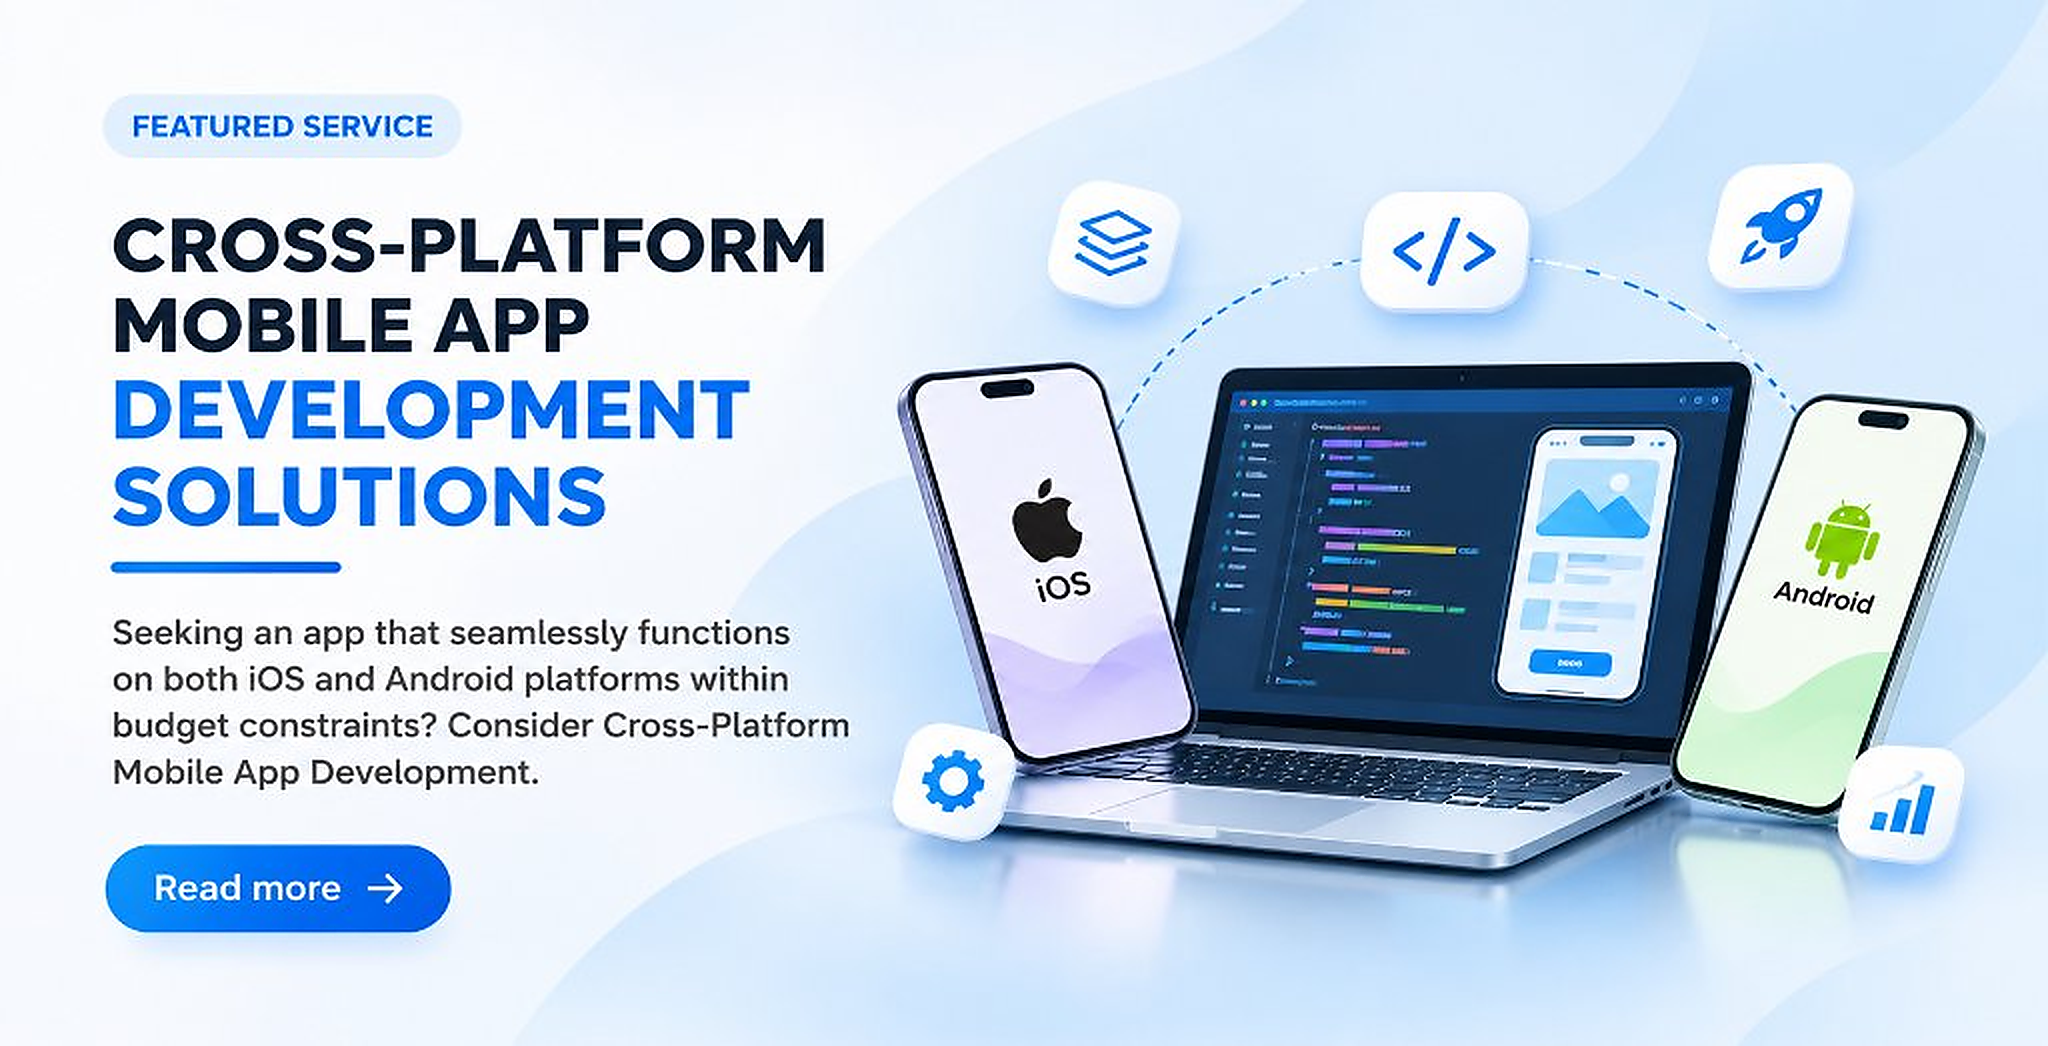 FEATURED SERVICE
CROSS-PLATFORM
MOBILE APP
DEVELOPMENT
SOLUTIONS
Seeking an app that seamlessly functions
on both iOS and Android platforms within
budget constraints? Consider Cross-Platform
Mobile App Development.
Read more
</>
iOS
Android